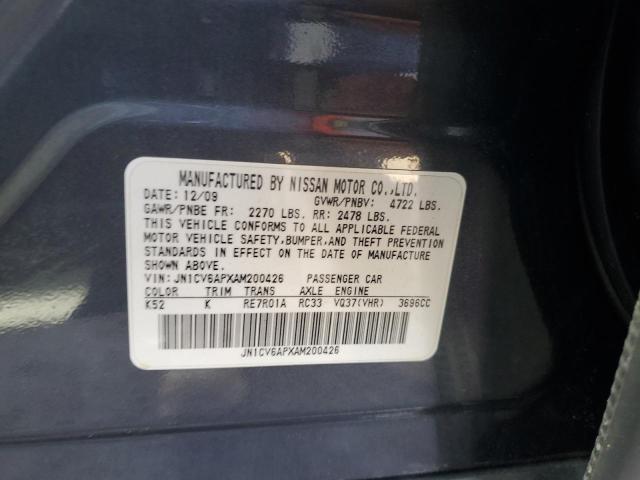 MANUFACTURED BY NISSAN MOTOR CO.,LTD.
DATE: 12/09 GVWR/PNBV: 4722 LBS.
GAWR/PNBE FR: 2270 LBS. RR: 2478 LBS.
THIS VEHICLE CONFORMS TO ALL APPLICABLE FEDERAL
MOTOR VEHICLE SAFETY,BUMPER,AND THEFT PREVENTION
STANDARDS IN EFFECT ON THE DATE OF MANUFACTURE
SHOWN ABOVE.
VIN: JN1CV6APXAM200426 PASSENGER CAR
COLOR TRIM TRANS AXLE ENGINE
K52 K RE7R01A RC33 VQ37(VHR) 3696CC
JN1CV6APXAM200426